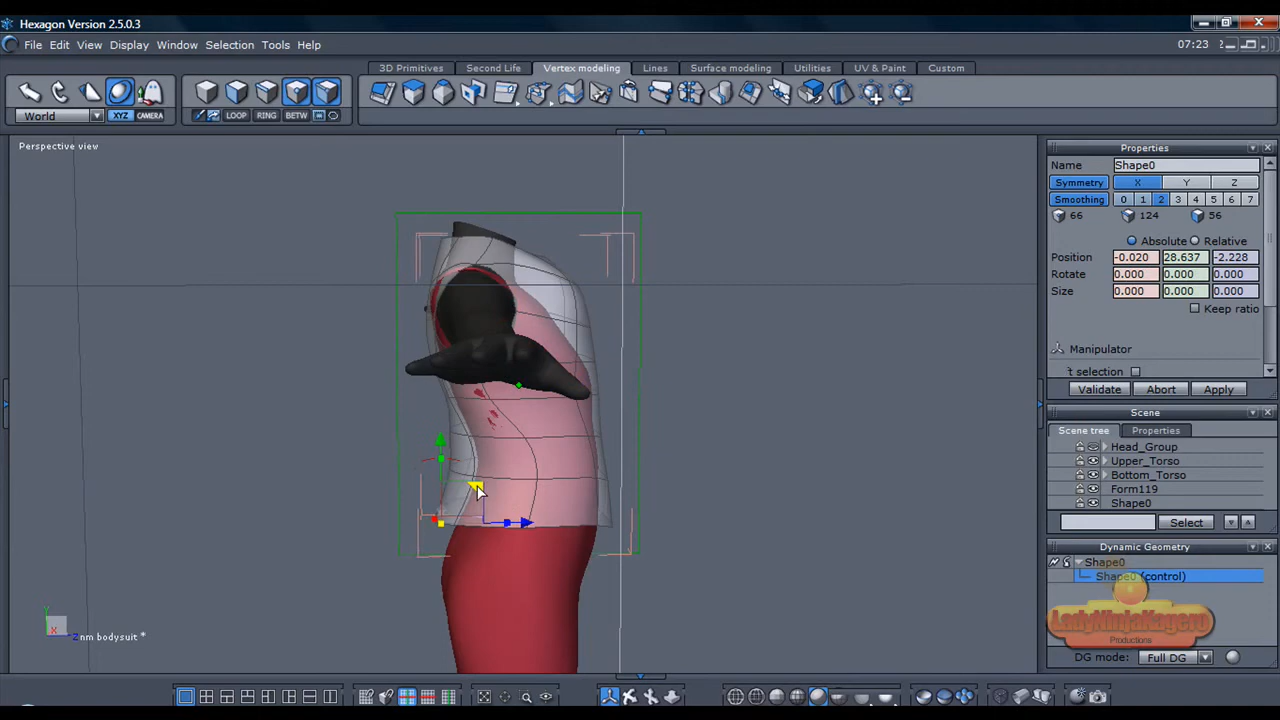 Hexagon Version 2.5.0.3
File Edit View Display Window Selection Tools Help
07:23
3D Primitives Second Life Vertex modeling Lines Surface modeling Utilities UV & Paint Custom
World XYZ CAMERA LOOP RING BETW
Perspective view
Properties
Name Shape0
Symmetry X Y Z
Smoothing 0 1 2 3 4 5 6 7
66 124 56
Absolute Relative
Position -0.020 28.637 -2.228
Rotate 0.000 0.000 0.000
Size 0.000 0.000 0.000
Keep ratio
Manipulator
t selection
Validate Abort Apply
Scene
Scene tree Properties
Head_Group
Upper_Torso
Bottom_Torso
Form119
Shape0
Select
Dynamic Geometry
Shape0
Shape0 (control)
LadyNinjaKagero
Productions
DG mode: Full DG
Y
X
Z
nm bodysuit *